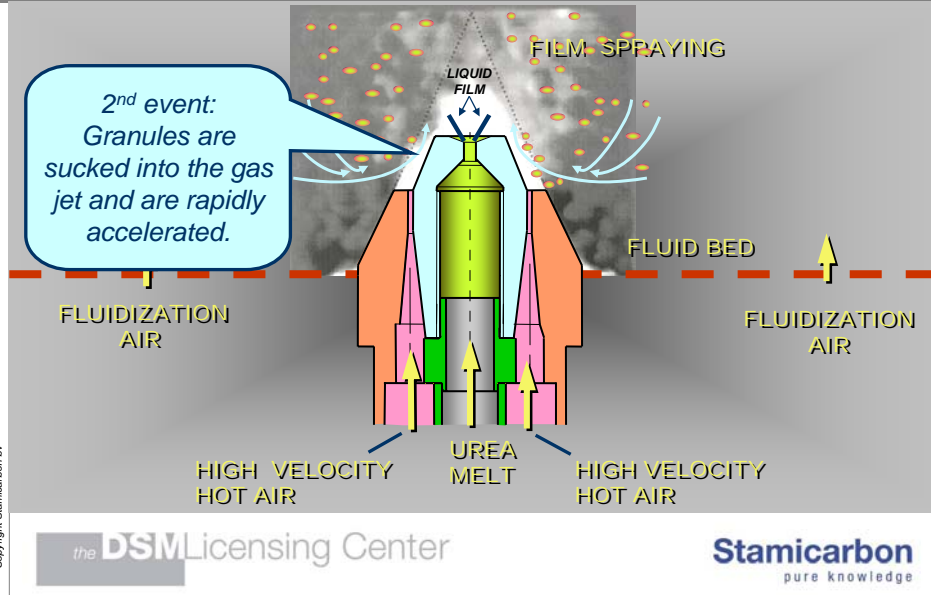 FILM SPRAYING
LIQUID
FILM
2nd event:
Granules are
sucked into the gas
jet and are rapidly
accelerated.
FLUID BED
FLUIDIZATION
AIR
FLUIDIZATION
AIR
UREA
MELT
HIGH VELOCITY
HOT AIR
HIGH VELOCITY
HOT AIR
the DSM Licensing Center
Stamicarbon
pure knowledge